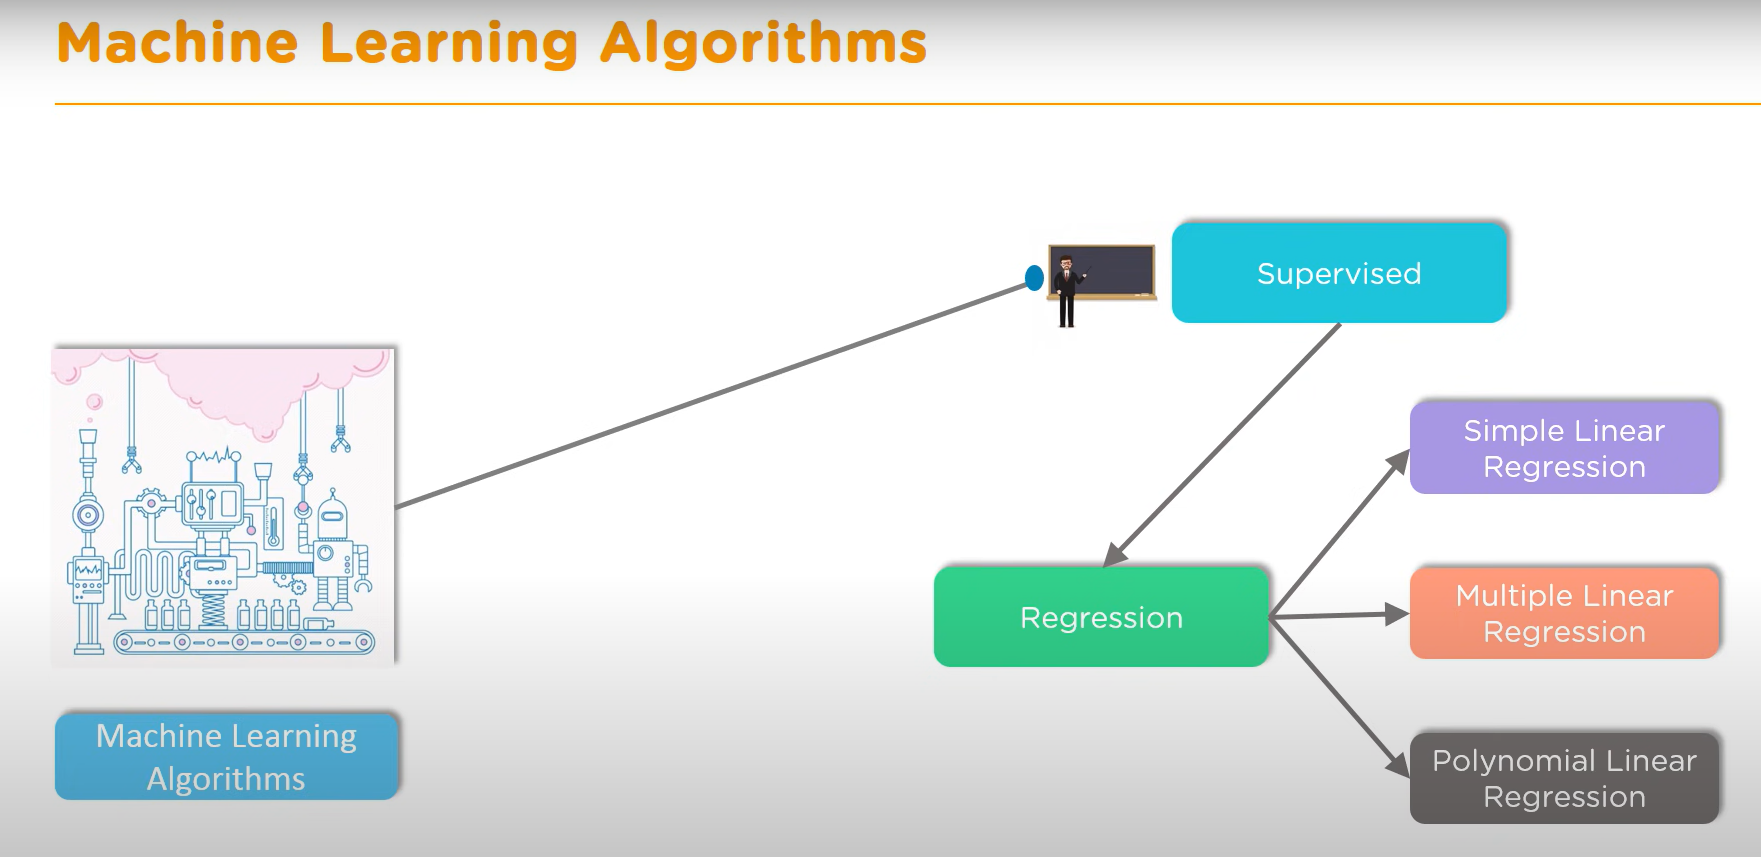 Machine Learning Algorithms
Supervised
Simple Linear
Regression
Regression
Multiple Linear
Regression
Polynomial Linear
Regression
Machine Learning
Algorithms